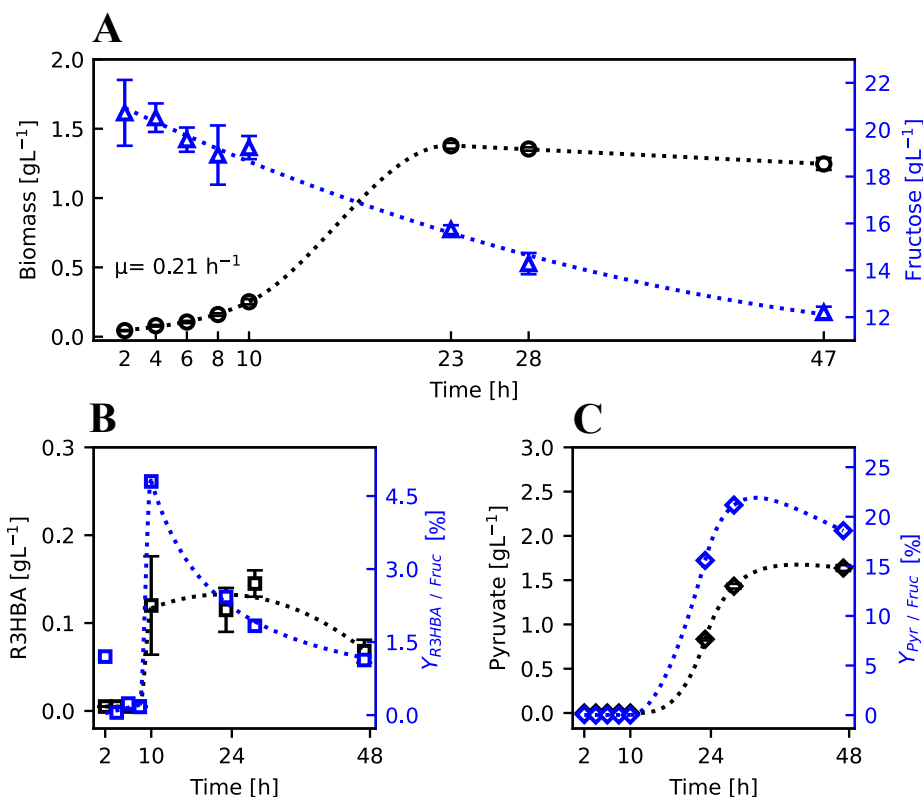 A
2.0
1.5
1.0
0.5
0.0
Biomass [gL⁻¹]
μ= 0.21 h⁻¹
22
20
18
16
14
12
Fructose [gL⁻¹]
2 4 6 8 10 23 28 47
Time [h]
B
0.3
0.2
0.1
0.0
R3HBA [gL⁻¹]
4.5
3.0
1.5
0.0
Y_R3HBA / Fruc [%]
2 10 24 48
Time [h]
C
3.0
2.5
2.0
1.5
1.0
0.5
0.0
Pyruvate [gL⁻¹]
25
20
15
10
5
0
Y_Pyr / Fruc [%]
2 10 24 48
Time [h]